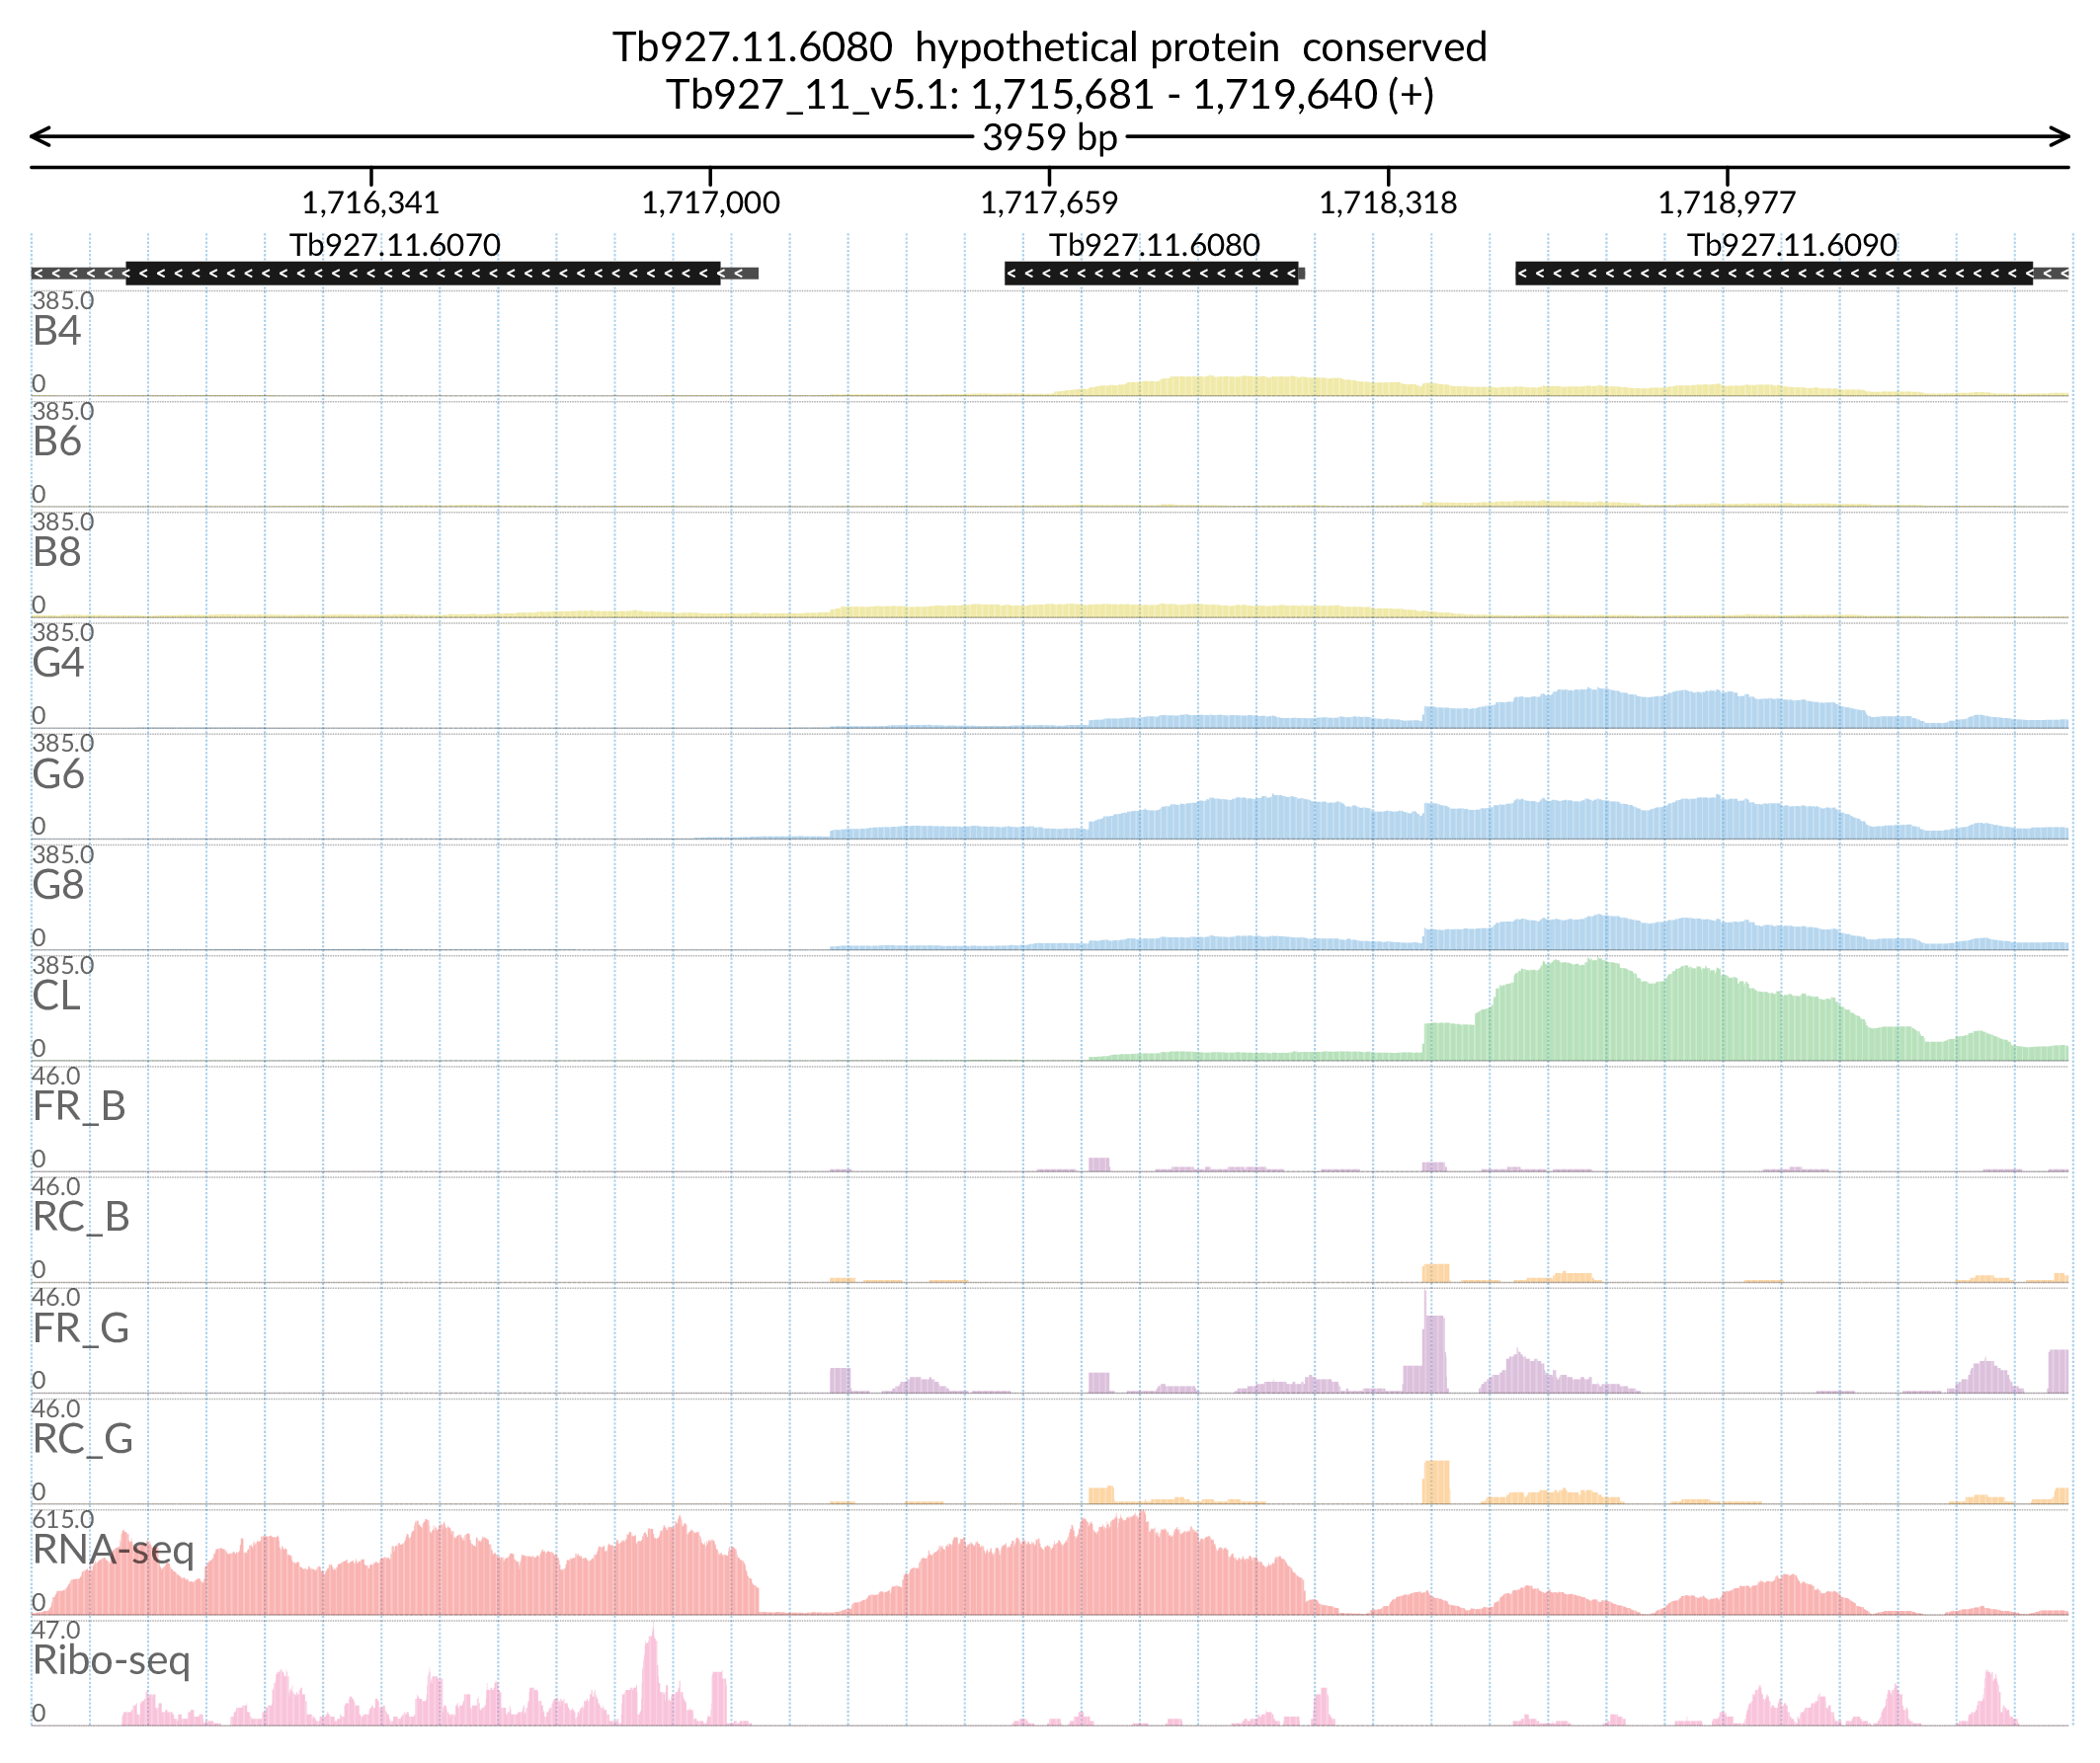 Tb927.11.6080  hypothetical protein  conserved
Tb927_11_v5.1: 1,715,681 - 1,719,640 (+)
3959 bp
1,716,341 1,717,000 1,717,659 1,718,318 1,718,977
Tb927.11.6070 Tb927.11.6080 Tb927.11.6090
385.0
B4
0
385.0
B6
0
385.0
B8
0
385.0
G4
0
385.0
G6
0
385.0
G8
0
385.0
CL
0
46.0
FR_B
0
46.0
RC_B
0
46.0
FR_G
0
46.0
RC_G
0
615.0
RNA-seq
0
47.0
Ribo-seq
0